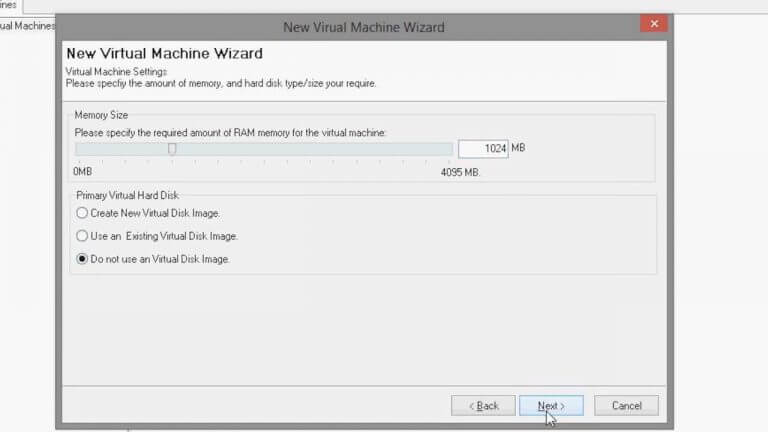 ines
ual Machines
New Virual Machine Wizard
New Virtual Machine Wizard
Virtual Machine Settings
Please specfiy the amount of memory, and hard disk type/size your require.
Memory Size
Please specify the required amount of RAM memory for the virtual machine:
1024 MB
0MB 4095 MB.
Primary Virtual Hard Disk
Create New Virtual Disk Image.
Use an Existing Virtual Disk Image.
Do not use an Virtual Disk Image.
< Back Next > Cancel